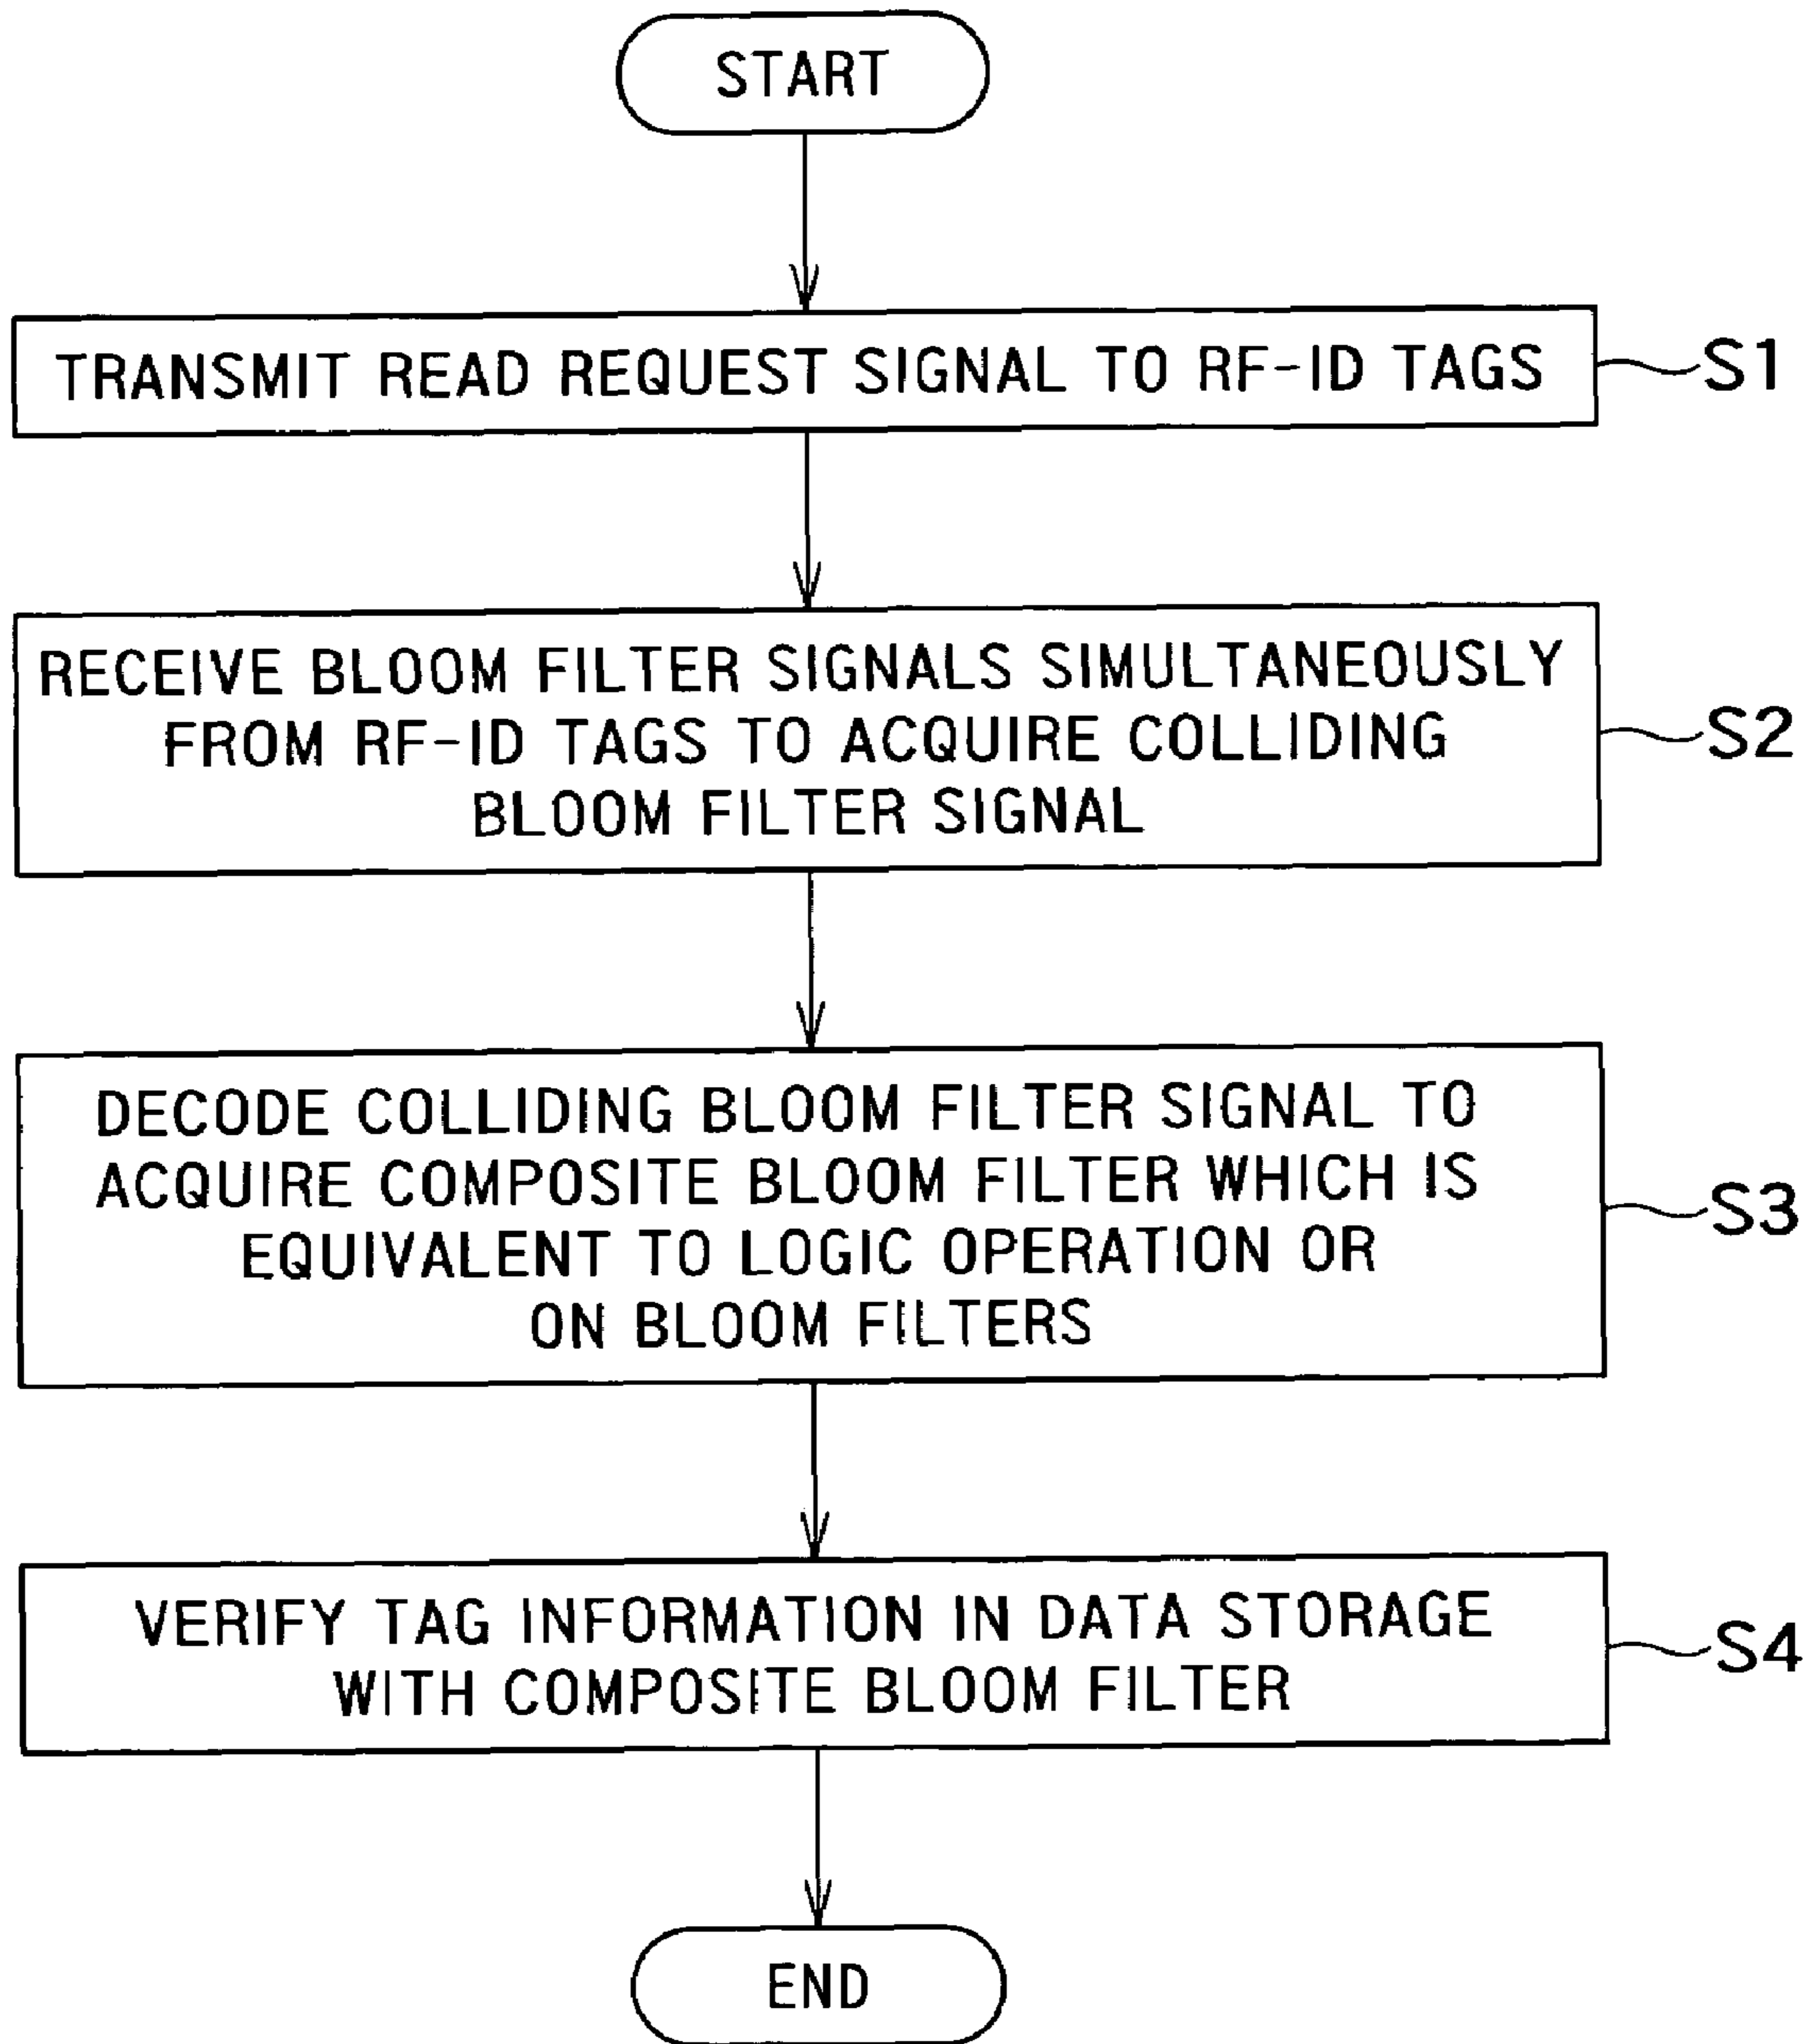 START
TRANSMIT READ REQUEST SIGNAL TO RF-ID TAGS
S1
RECEIVE BLOOM FILTER SIGNALS SIMULTANEOUSLY
FROM RF-ID TAGS TO ACQUIRE COLLIDING
BLOOM FILTER SIGNAL
S2
DECODE COLLIDING BLOOM FILTER SIGNAL TO
ACQUIRE COMPOSITE BLOOM FILTER WHICH IS
EQUIVALENT TO LOGIC OPERATION OR
ON BLOOM FILTERS
S3
VERIFY TAG INFORMATION IN DATA STORAGE
WITH COMPOSITE BLOOM FILTER
S4
END